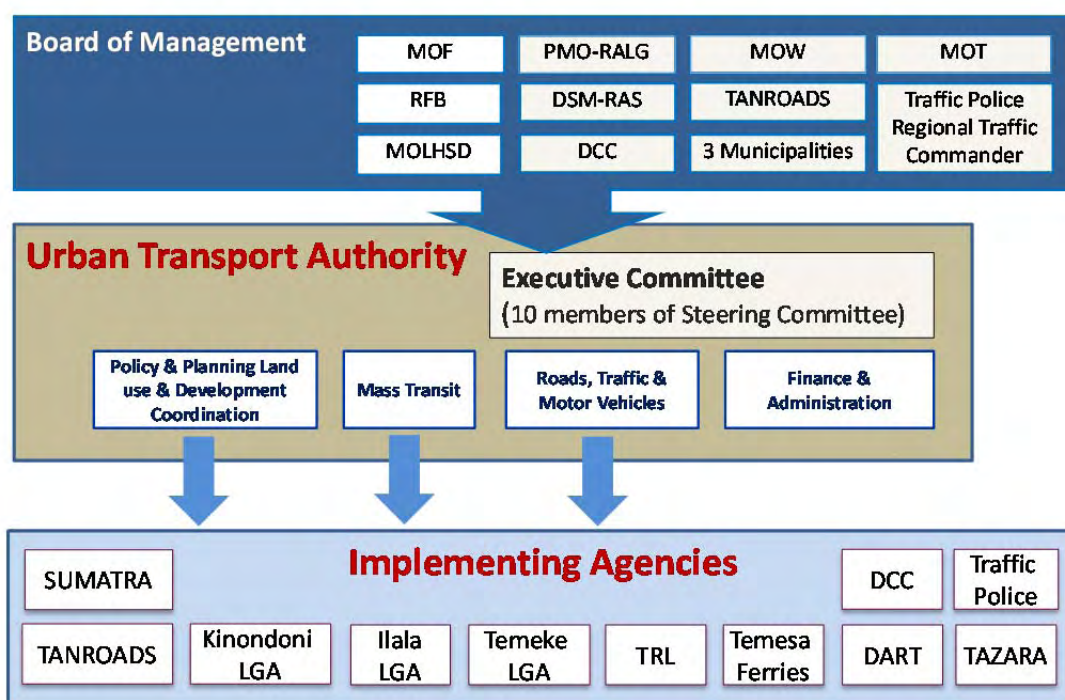 Board of Management
MOF
PMO-RALG
MOW
MOT
RFB
DSM-RAS
TANROADS
Traffic Police
Regional Traffic
Commander
MOLHSD
DCC
3 Municipalities
Urban Transport Authority
Executive Committee
(10 members of Steering Committee)
Policy & Planning Land
use & Development
Coordination
Mass Transit
Roads, Traffic &
Motor Vehicles
Finance &
Administration
Implementing Agencies
SUMATRA
DCC
Traffic
Police
TANROADS
Kinondoni
LGA
Ilala
LGA
Temeke
LGA
TRL
Temesa
Ferries
DART
TAZARA